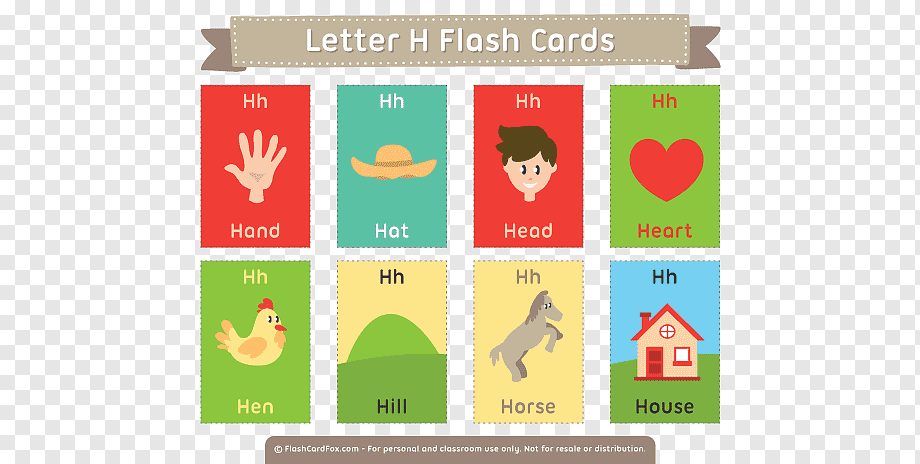 Letter H Flash Cards
Hh
Hand
Hh
Hat
Hh
Head
Hh
Heart
Hh
Hen
Hh
Hill
Hh
Horse
Hh
House
© FlashCardFox.com - For personal and classroom use only. Not for resale or distribution.